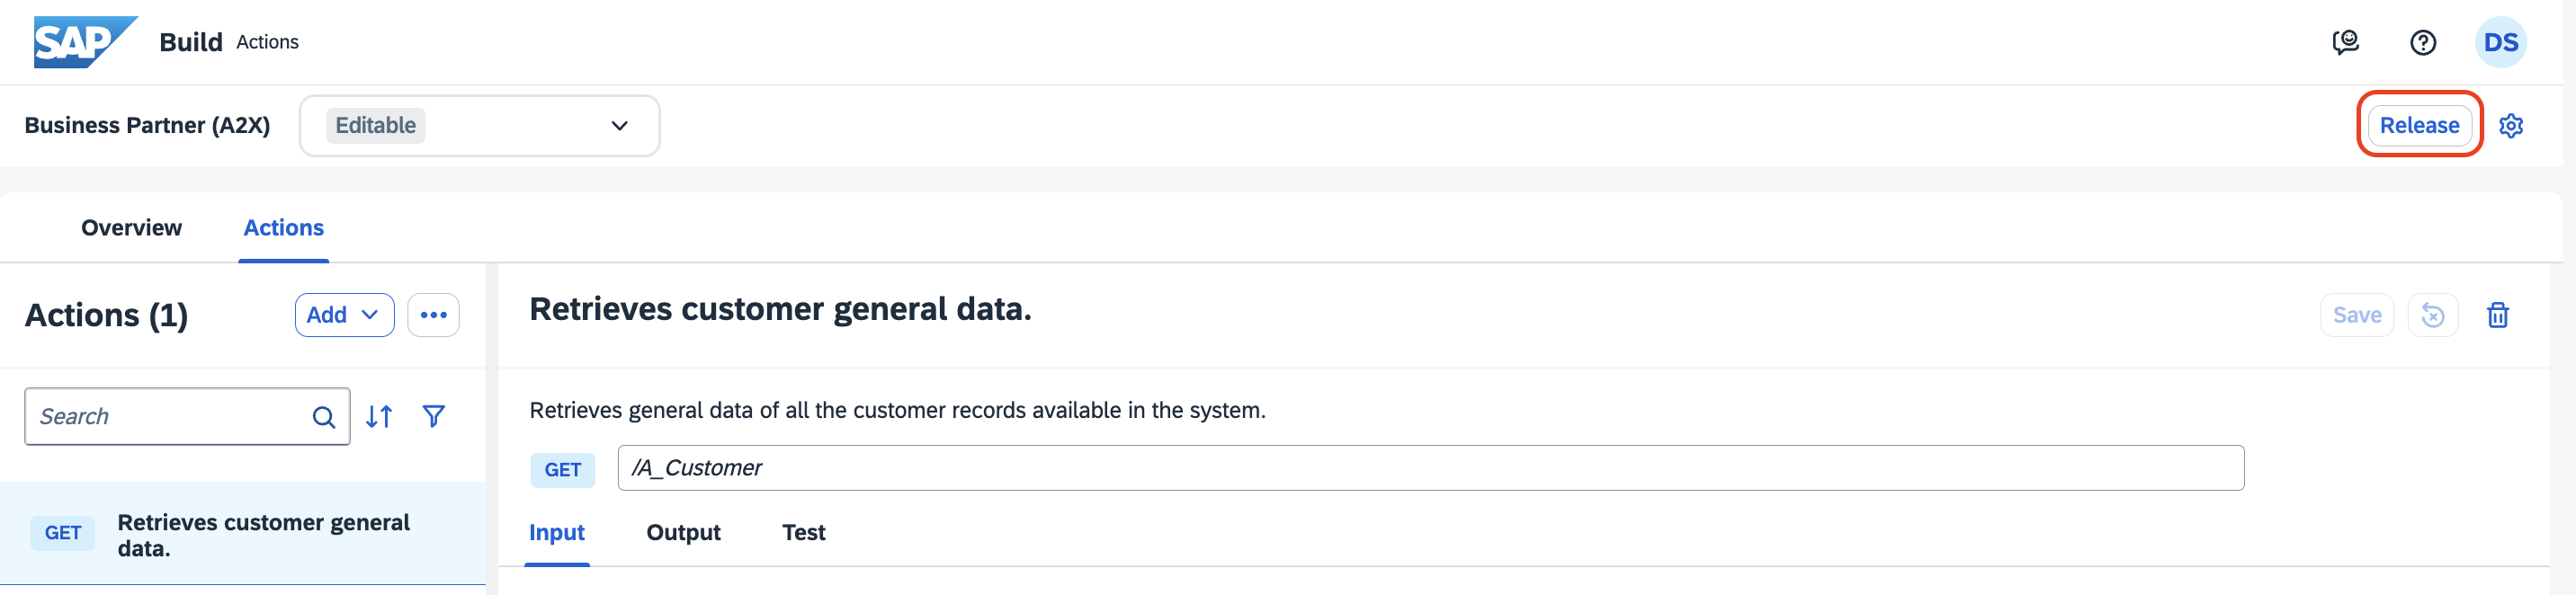 SAP Build Actions DS
Business Partner (A2X) Editable Release
Overview Actions
Actions (1) Add
Retrieves customer general data. Save
Search
Retrieves general data of all the customer records available in the system.
GET /A_Customer
GET Retrieves customer general
data.
Input Output Test